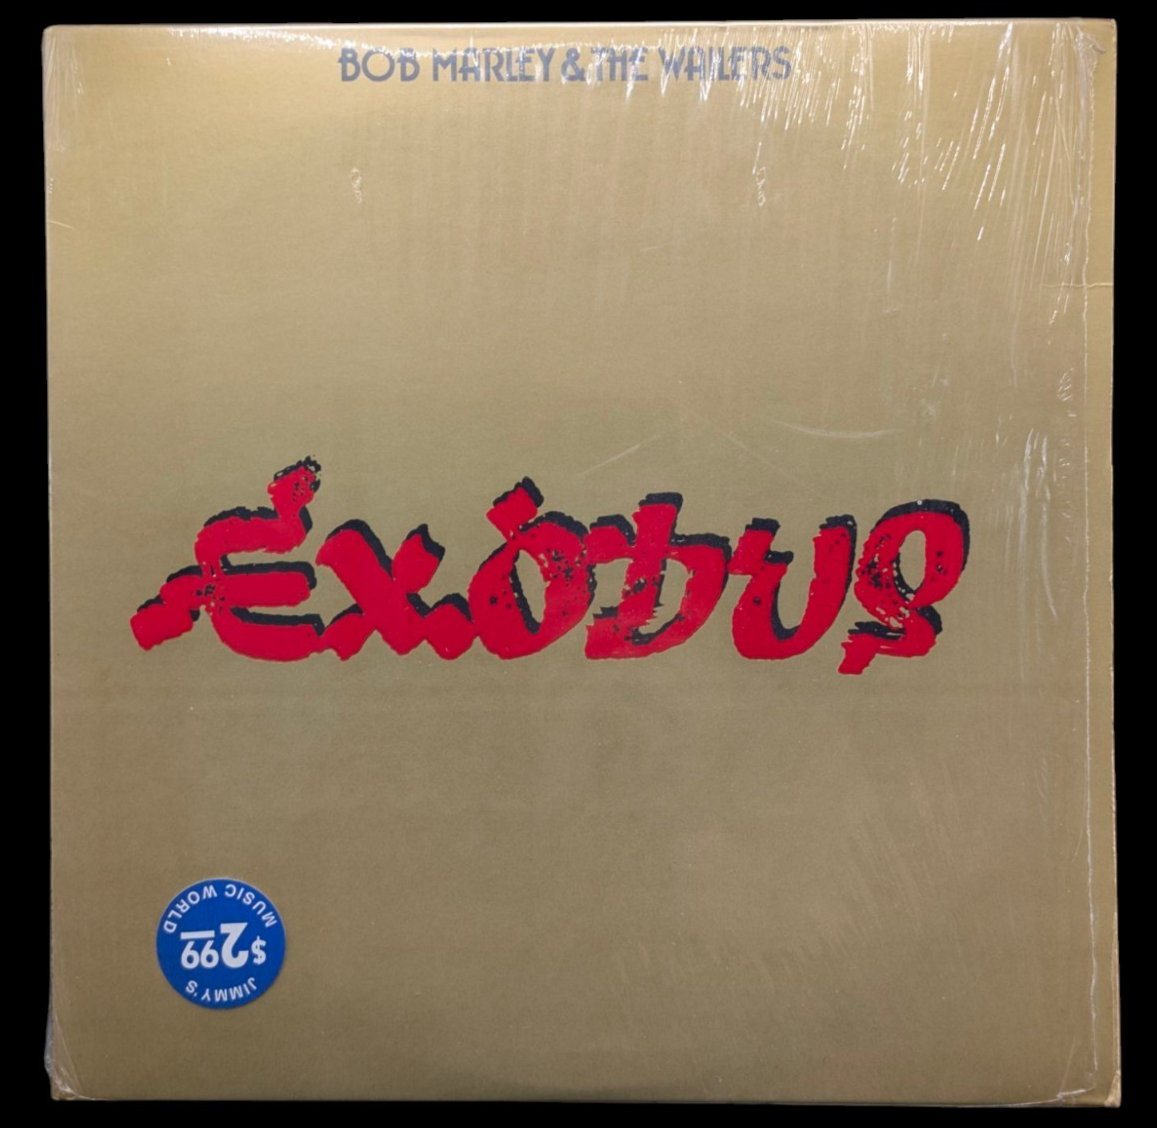 BOB MARLEY & THE WAILERS
EXODUS
JIMMY'S
$2.99
MUSIC WORLD